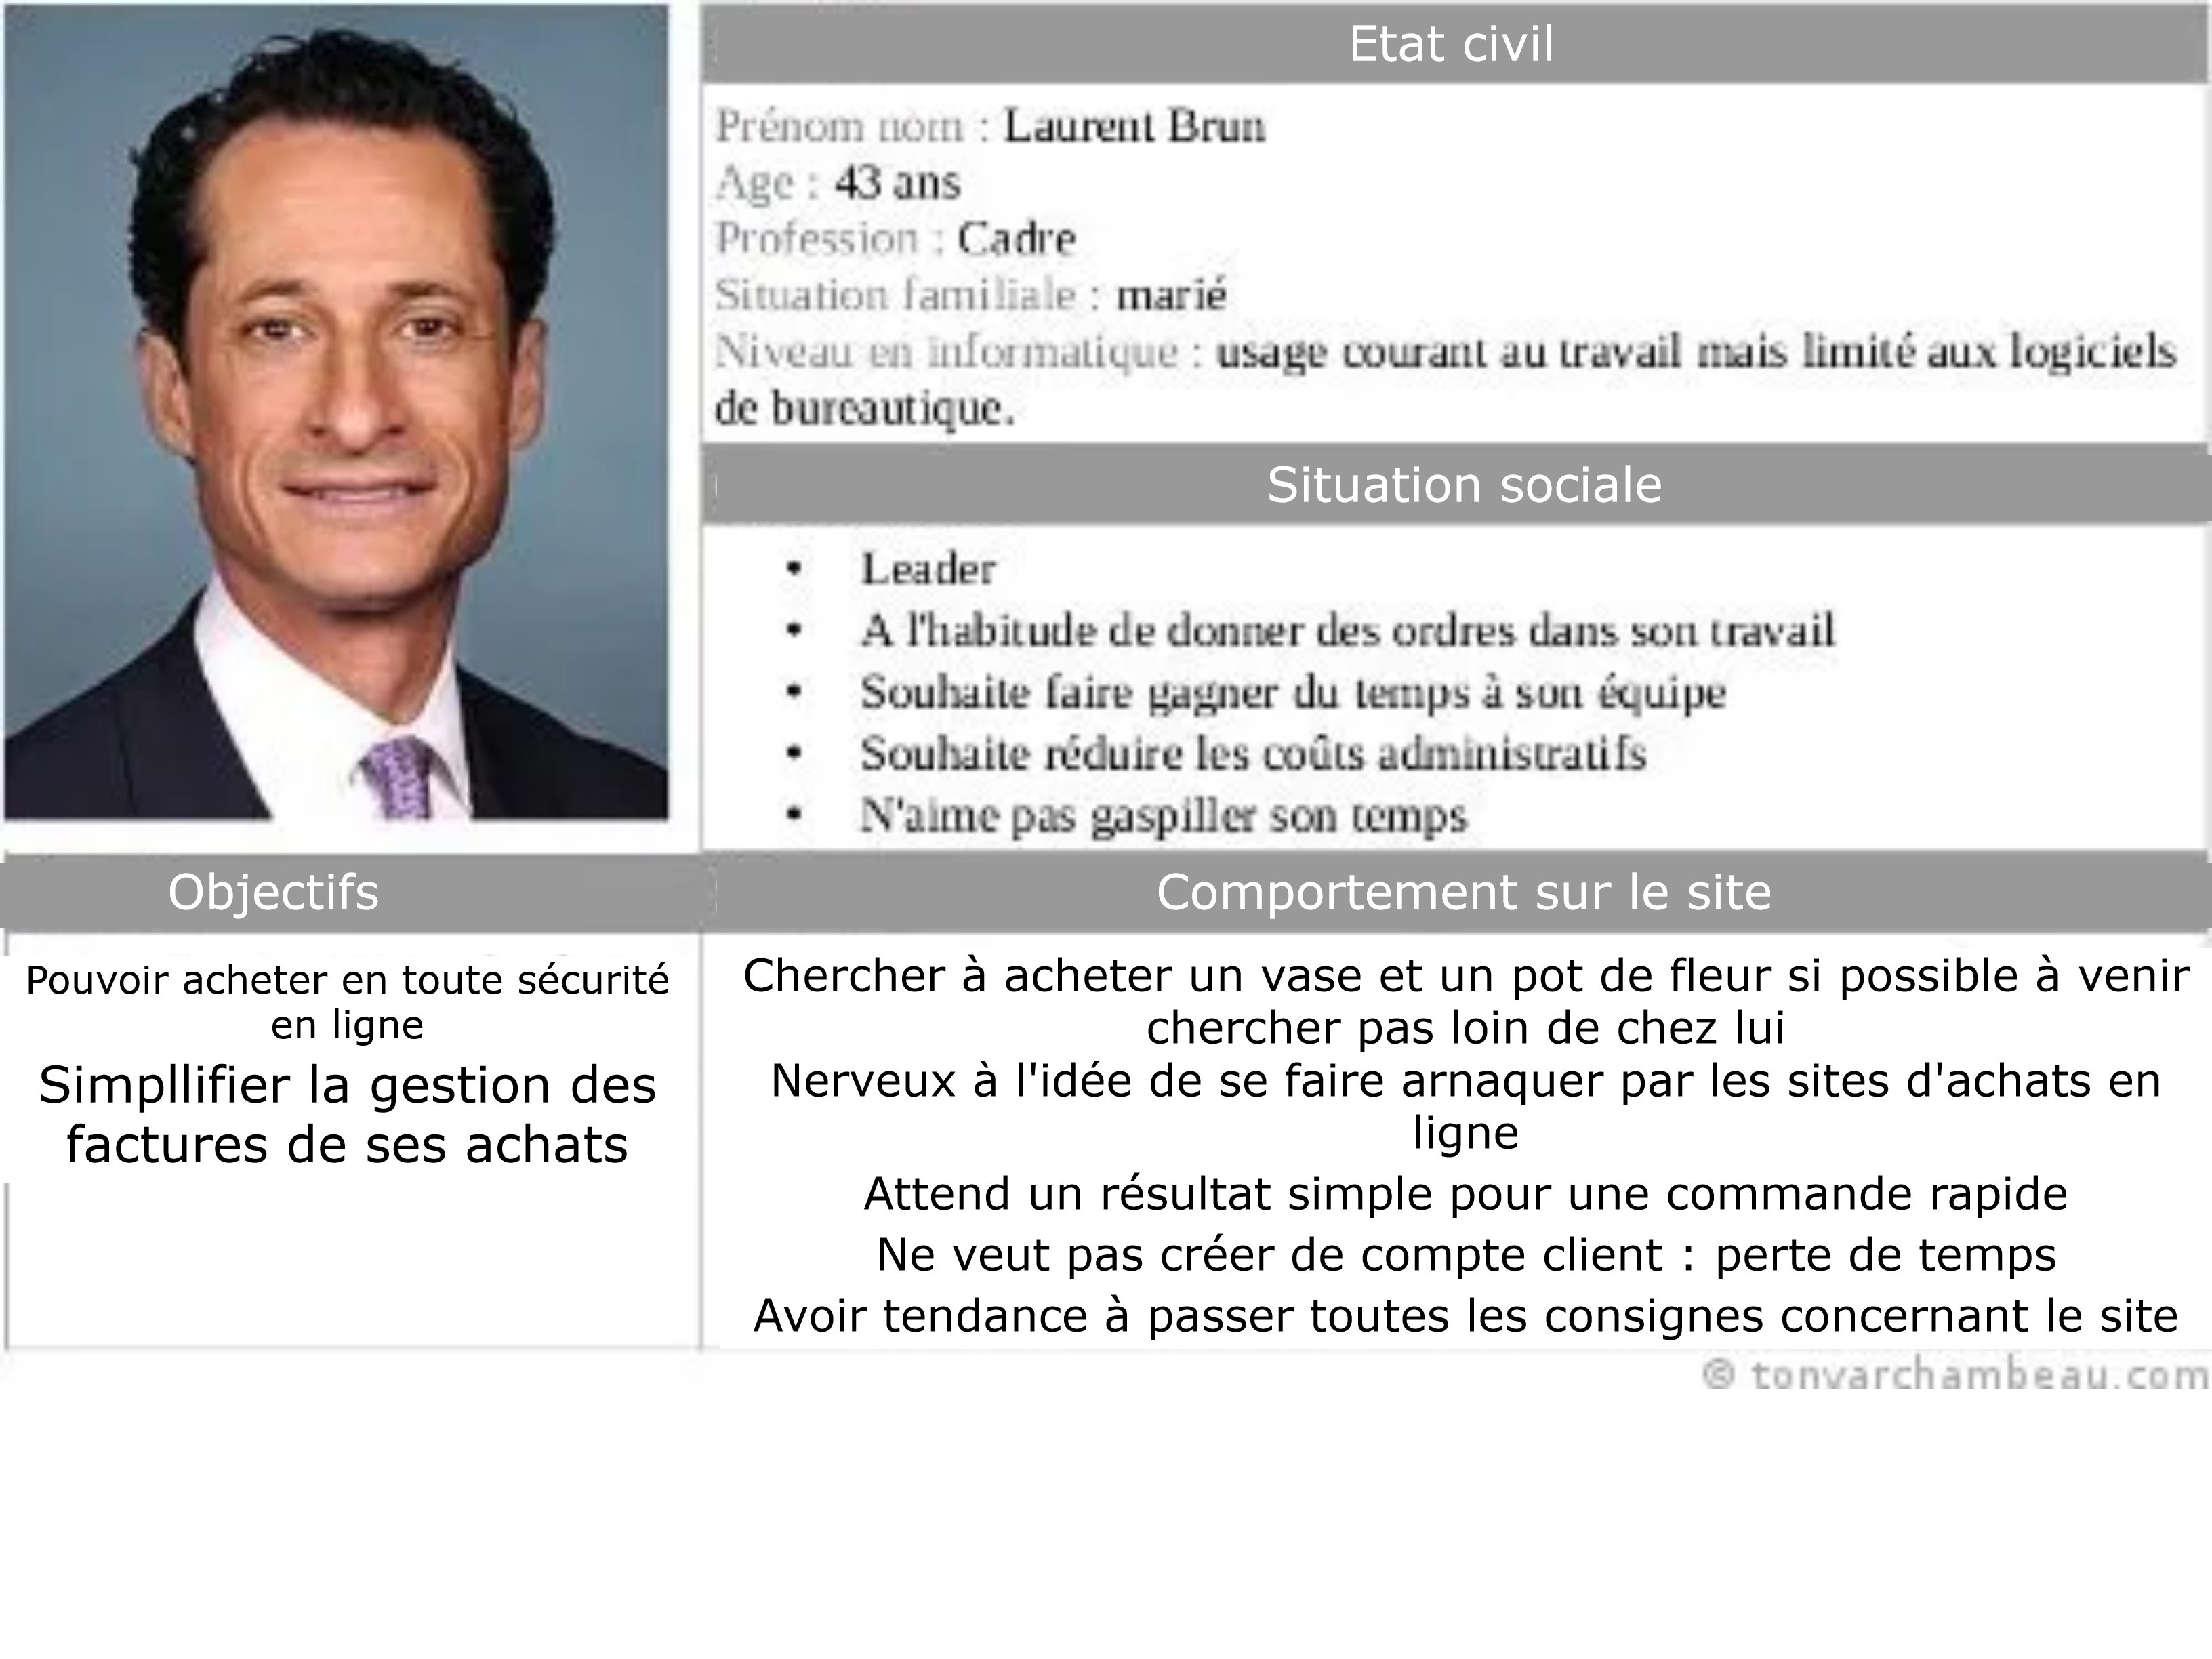 Etat civil
Prénom nom : Laurent Brun
Age : 43 ans
Profession : Cadre
Situation familiale : marié
Niveau en informatique : usage courant au travail mais limité aux logiciels
de bureautique.
Situation sociale
• Leader
• A l'habitude de donner des ordres dans son travail
• Souhaite faire gagner du temps à son équipe
• Souhaite réduire les coûts administratifs
• N'aime pas gaspiller son temps
Objectifs
Pouvoir acheter en toute sécurité
en ligne
Simpllifier la gestion des
factures de ses achats
Comportement sur le site
Chercher à acheter un vase et un pot de fleur si possible à venir
chercher pas loin de chez lui
Nerveux à l'idée de se faire arnaquer par les sites d'achats en
ligne
Attend un résultat simple pour une commande rapide
Ne veut pas créer de compte client : perte de temps
Avoir tendance à passer toutes les consignes concernant le site
© tonvarchambeau.com